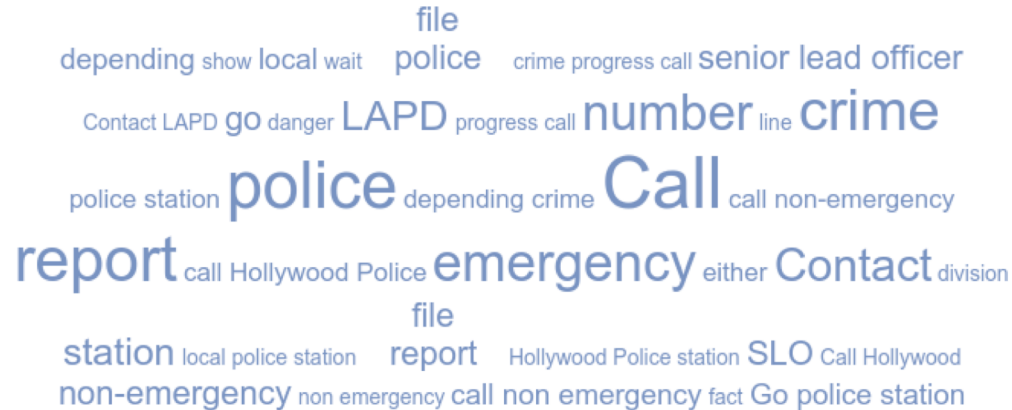 file
depending show local wait police crime progress call senior lead officer
Contact LAPD go danger LAPD progress call number line crime
police station police depending crime Call call non-emergency
report call Hollywood Police emergency either Contact division
file
station local police station report Hollywood Police station SLO Call Hollywood
non-emergency non emergency call non emergency fact Go police station